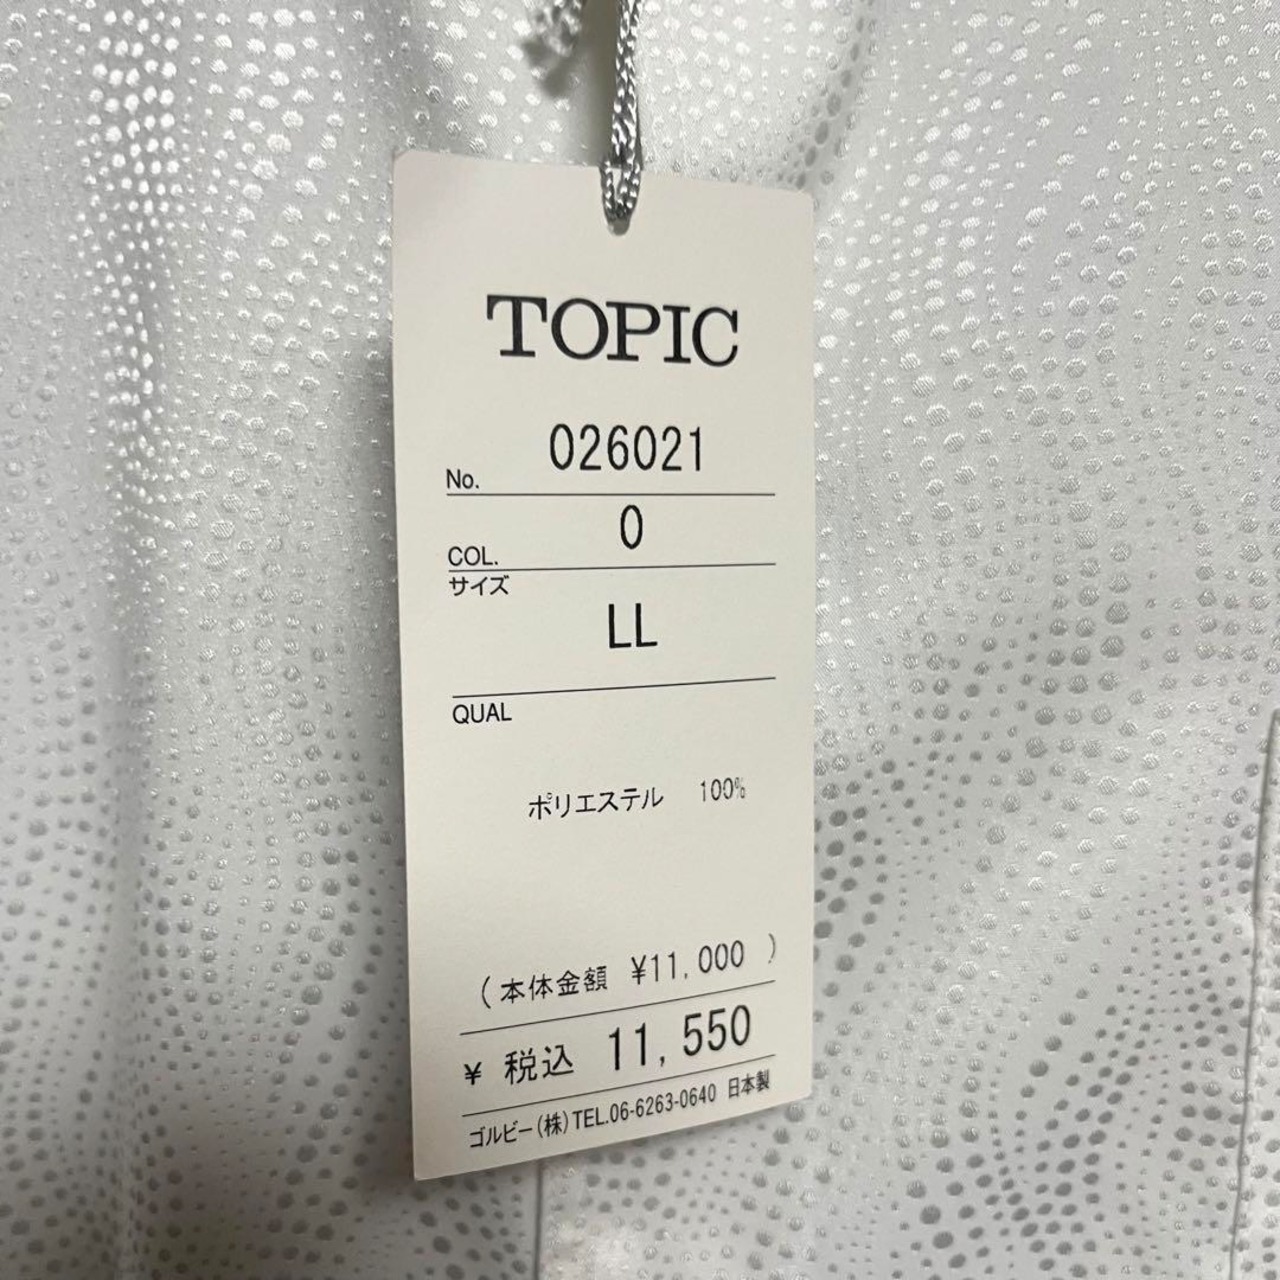 TOPIC
No. 026021
COL. 0
サイズ
LL
QUAL
ポリエステル 100%
(本体金額 ¥11,000 )
¥ 税込 11,550
ゴルビー(株)TEL.06-6263-0640 日本製